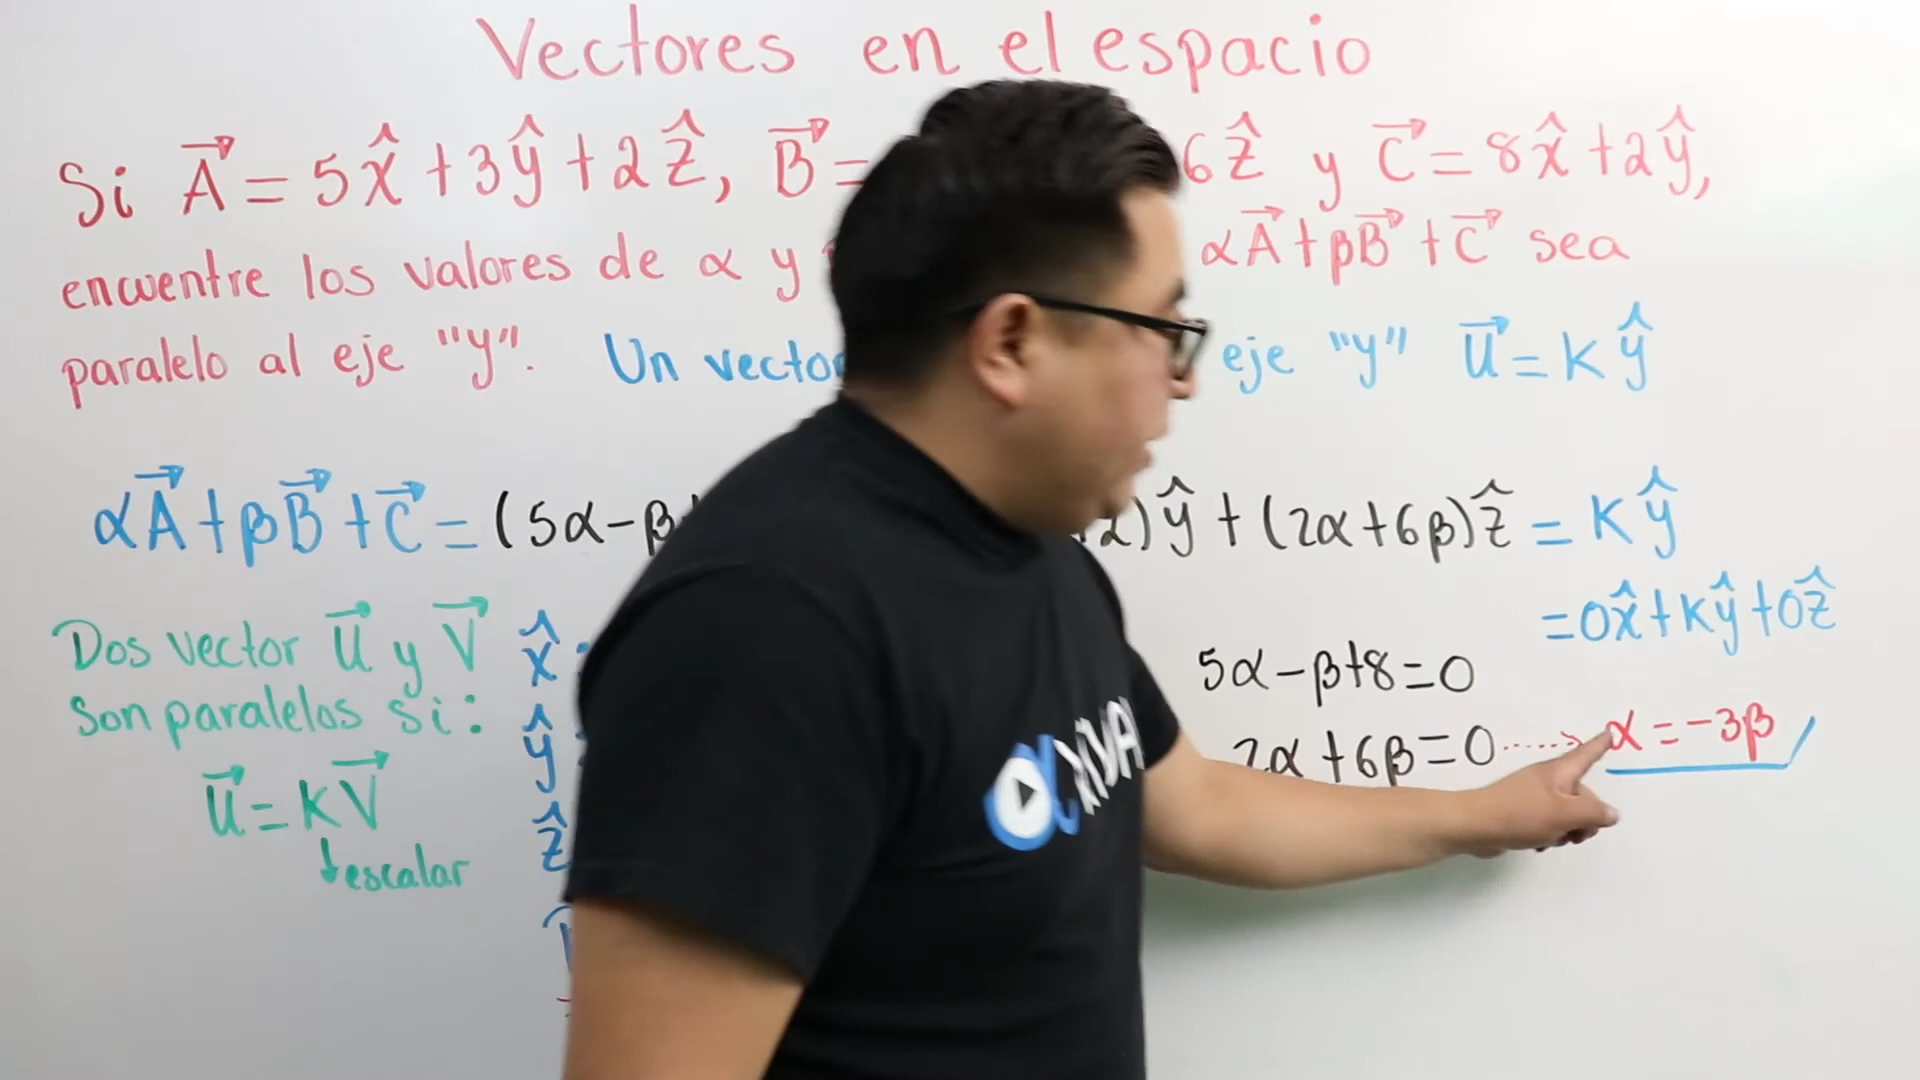 Vectores en el espacio
Si A⃗ = 5x̂ + 3ŷ + 2ẑ, B⃗ = 6ẑ y C⃗ = 8x̂ + 2ŷ,
encuentre los valores de α y αA⃗ + βB⃗ + C⃗ sea
paralelo al eje "y". Un vector eje "y" u⃗ = Kŷ
αA⃗ + βB⃗ + C⃗ = (5α - β + 2)ŷ + (2α + 6β)ẑ = Kŷ
= 0x̂ + Kŷ + 0ẑ
Dos vector u⃗ y v⃗
son paralelos si:
u⃗ = Kv⃗
escalar
x̂:
ŷ:
ẑ
5α - β + 8 = 0
2α + 6β = 0 ·····> α = -3β